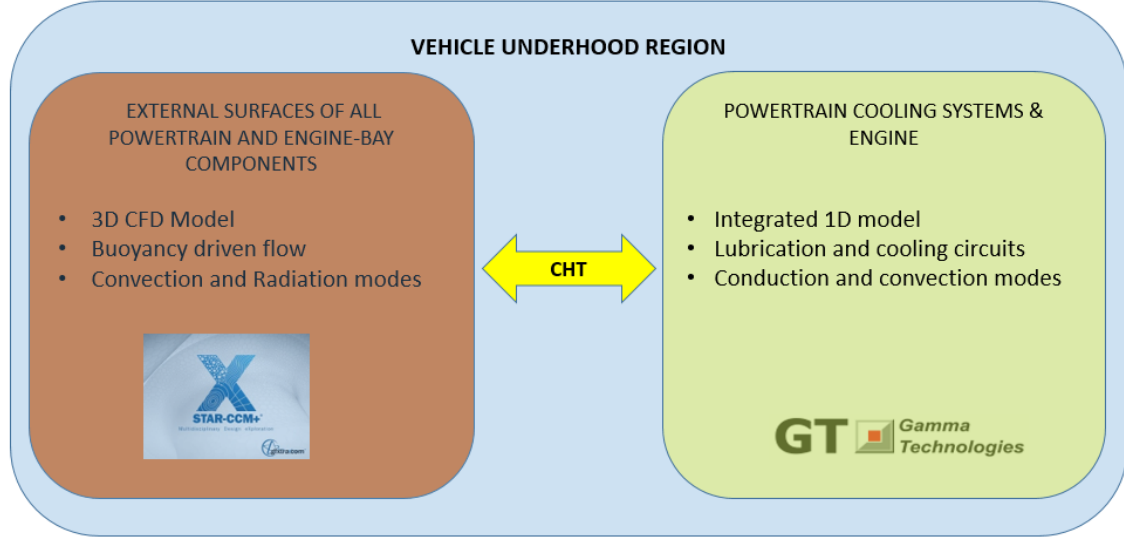 VEHICLE UNDERHOOD REGION
EXTERNAL SURFACES OF ALL
POWERTRAIN AND ENGINE-BAY
COMPONENTS
• 3D CFD Model
• Buoyancy driven flow
• Convection and Radiation modes
STAR-CCM+
CHT
POWERTRAIN COOLING SYSTEMS &
ENGINE
• Integrated 1D model
• Lubrication and cooling circuits
• Conduction and convection modes
GT Gamma
Technologies